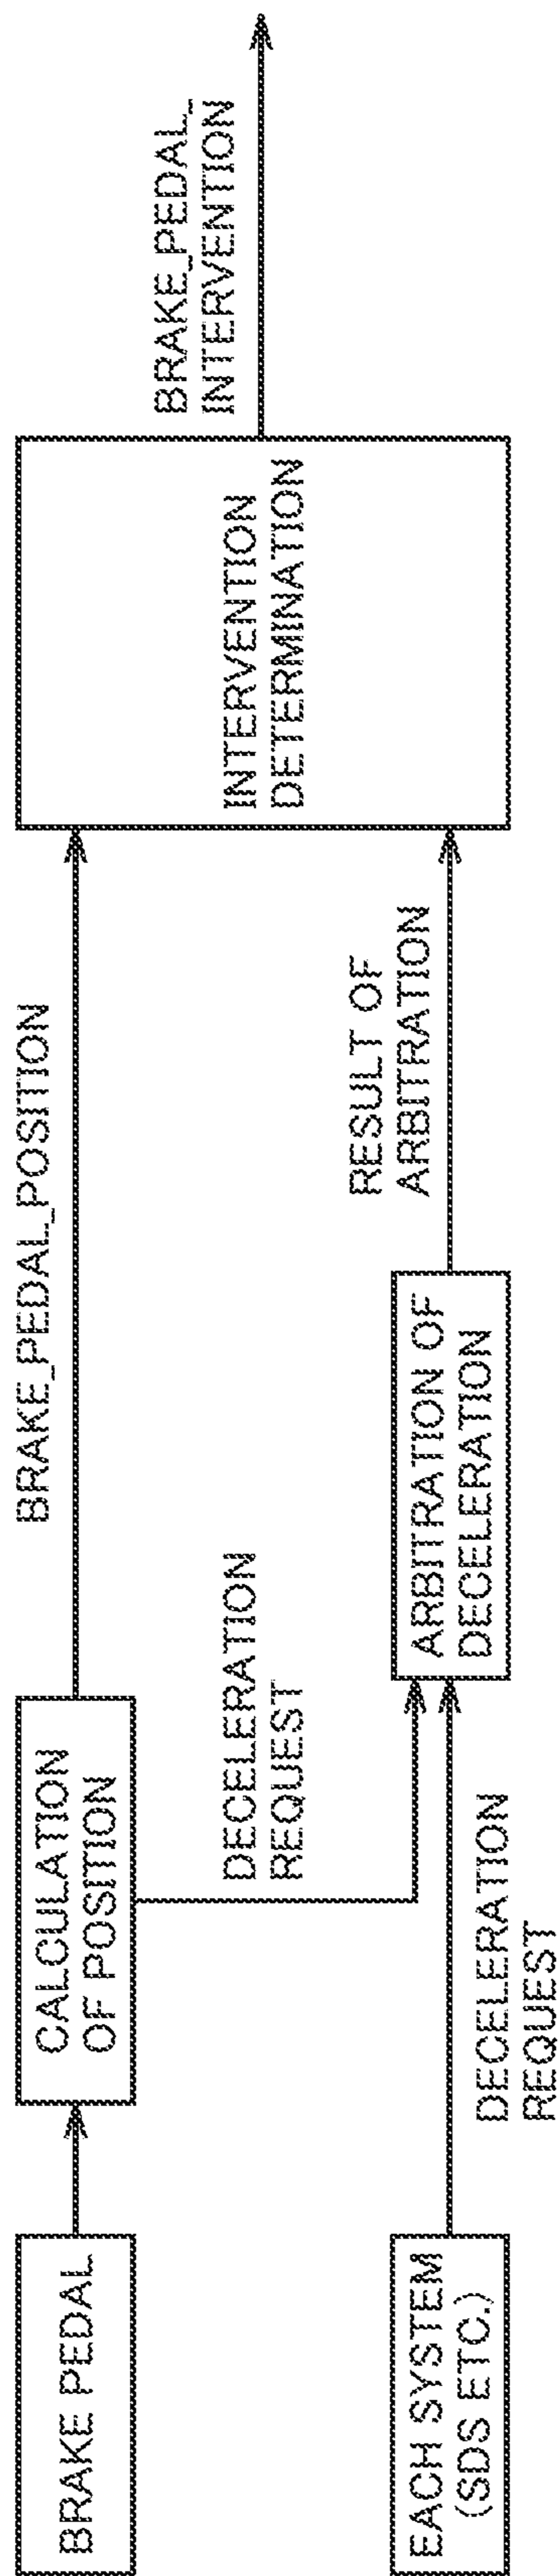 BRAKE PEDAL
CALCULATION
OF POSITION
BRAKE_PEDAL_POSITION
DECELERATION
REQUEST
EACH SYSTEM
(SDS ETC.)
DECELERATION
REQUEST
ARBITRATION OF
DECELERATION
RESULT OF
ARBITRATION
INTERVENTION
DETERMINATION
BRAKE_PEDAL_
INTERVENTION